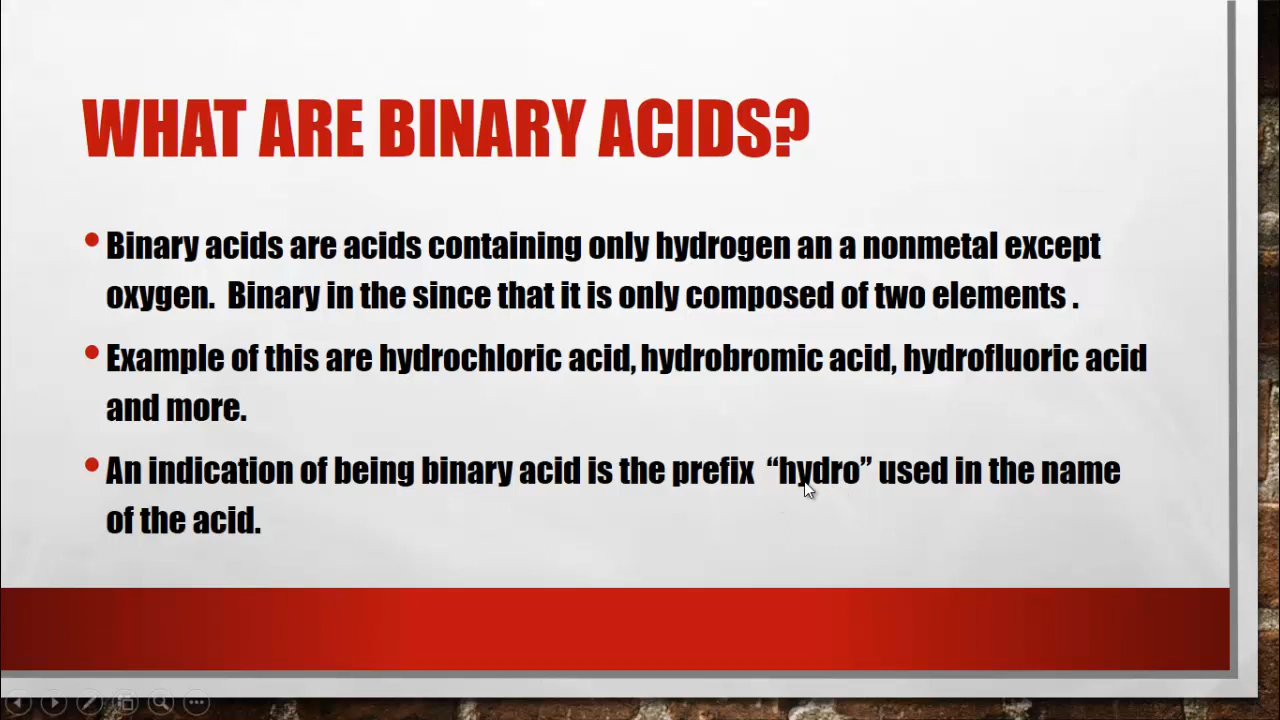 WHAT ARE BINARY ACIDS?
• Binary acids are acids containing only hydrogen an a nonmetal except
oxygen.  Binary in the since that it is only composed of two elements .
• Example of this are hydrochloric acid, hydrobromic acid, hydrofluoric acid
and more.
• An indication of being binary acid is the prefix  “hydro” used in the name
of the acid.